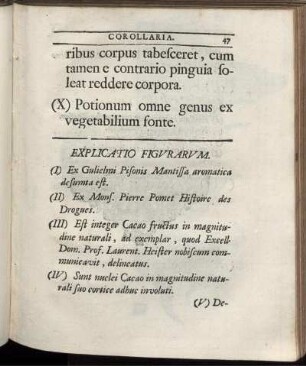 COROLLARIA. 47
ribus corpus tabesceret, cum
tamen e contrario pinguia so-
leat reddere corpora.
(X) Potionum omne genus ex
vegetabilium fonte.
EXPLICATIO FIGVRARVM.
(I) Ex Gulielmi Pisonis Mantissa aromatica
desumta est.
(II) Ex Mons. Pierre Pomet Histoire des
Drogues.
(III) Est integer Cacao fructus in magnitu-
dine naturali, ad exemplar, quod Excell.
Dom. Prof. Laurent. Heister nobiscum com-
municavit, delineatus.
(IV) Sunt nuclei Cacao in magnitudine natu-
rali suo cortice adhuc involuti.
(V) De-